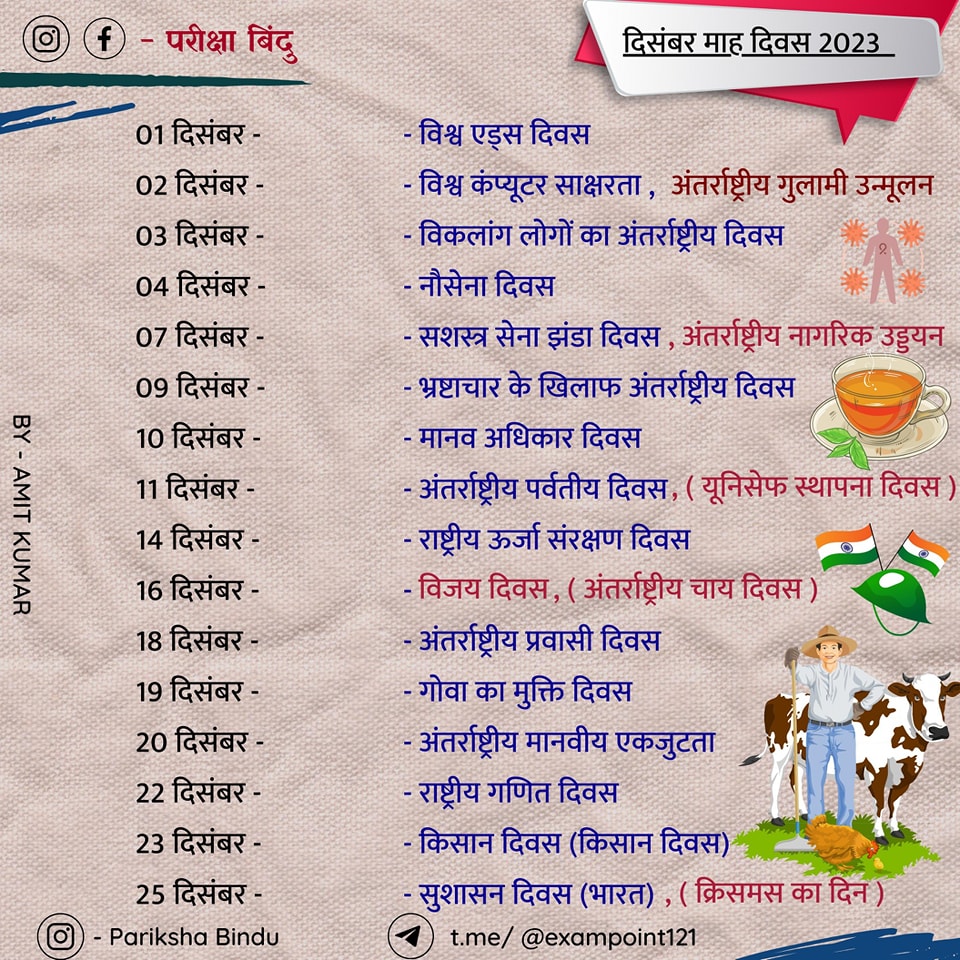 - परीक्षा बिंदु
दिसंबर माह दिवस 2023
01 दिसंबर - - विश्व एड्स दिवस
02 दिसंबर - - विश्व कंप्यूटर साक्षरता , अंतर्राष्ट्रीय गुलामी उन्मूलन
03 दिसंबर - - विकलांग लोगों का अंतर्राष्ट्रीय दिवस
04 दिसंबर - - नौसेना दिवस
07 दिसंबर - - सशस्त्र सेना झंडा दिवस , अंतर्राष्ट्रीय नागरिक उड्डयन
09 दिसंबर - - भ्रष्टाचार के खिलाफ अंतर्राष्ट्रीय दिवस
10 दिसंबर - - मानव अधिकार दिवस
11 दिसंबर - - अंतर्राष्ट्रीय पर्वतीय दिवस , ( यूनिसेफ स्थापना दिवस )
14 दिसंबर - - राष्ट्रीय ऊर्जा संरक्षण दिवस
16 दिसंबर - - विजय दिवस , ( अंतर्राष्ट्रीय चाय दिवस )
18 दिसंबर - - अंतर्राष्ट्रीय प्रवासी दिवस
19 दिसंबर - - गोवा का मुक्ति दिवस
20 दिसंबर - - अंतर्राष्ट्रीय मानवीय एकजुटता
22 दिसंबर - - राष्ट्रीय गणित दिवस
23 दिसंबर - - किसान दिवस (किसान दिवस)
25 दिसंबर - - सुशासन दिवस (भारत) , ( क्रिसमस का दिन )
BY - AMIT KUMAR
- Pariksha Bindu
t.me/ @exampoint121